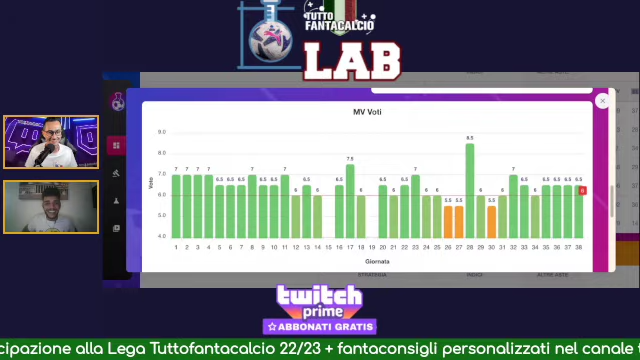 TUTTO
FANTACALCIO
LAB
MV Voti
9.0
8.0
7.0
6.0
5.0
4.0
Voto
7 7 7 7 6.5 6.5 6.5 7 6.5 6.5 7 6 6.5 6 6.5 7.5 6 6.5 6 6.5 7 6 6 5.5 5.5 8.5 6 5.5 6 7 6.5 6 6.5 6.5 6.5 6.5
6
1 2 3 4 5 6 7 8 9 10 11 12 13 14 15 16 17 18 19 20 21 22 23 24 25 26 27 28 29 30 31 32 33 34 35 36 37 38
Giornata
STRATEGIA INDICI ALTRE NOTE
twitch
prime
ABBONATI GRATIS
cipazione alla Lega Tuttofantacalcio 22/23 + fantaconsigli personalizzati nel canale